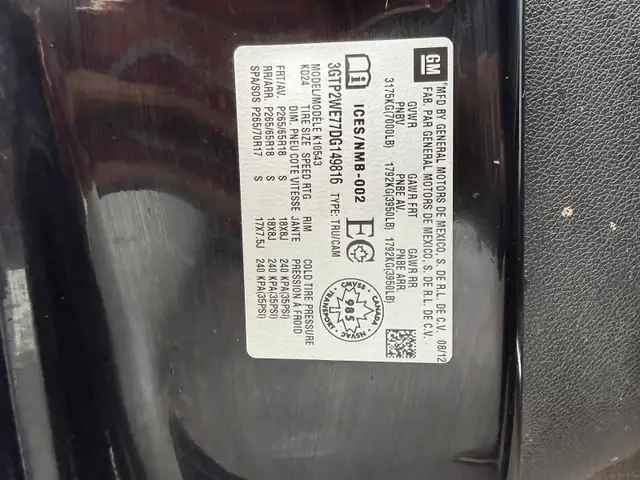 GM
*MFD BY GENERAL MOTORS DE MEXICO, S. DE R.L. DE C.V. 08/12
FAB. PAR GENERAL MOTORS DE MEXICO, S. DE R.L. DE C.V.
GVWR GAWR FRT GAWR RR
PNBV PNBE AV. PNBE ARR.
3175KG(7000LB) 1792KG(3950LB) 1792KG(3950LB)
ICES/NMB-002 EC
CANADA
CMVSS
985
NSVAC
TRANSPORT
3GTP2WE77DG149816 TYPE: TRU/CAM
MODEL/MODELE K10543
KD24 TIRE SIZE SPEED RTG RIM COLD TIRE PRESSURE
DIM. PNEU COTE VITESSE JANTE PRESSION A FROID
FRT/AV. P265/65R18 S 18X8J 240 KPA(35PSI)
RR/ARR. P265/65R18 S 18X8J 240 KPA(35PSI)
SPA/SOS P265/70R17 S 17X7.5J 240 KPA(35PSI)